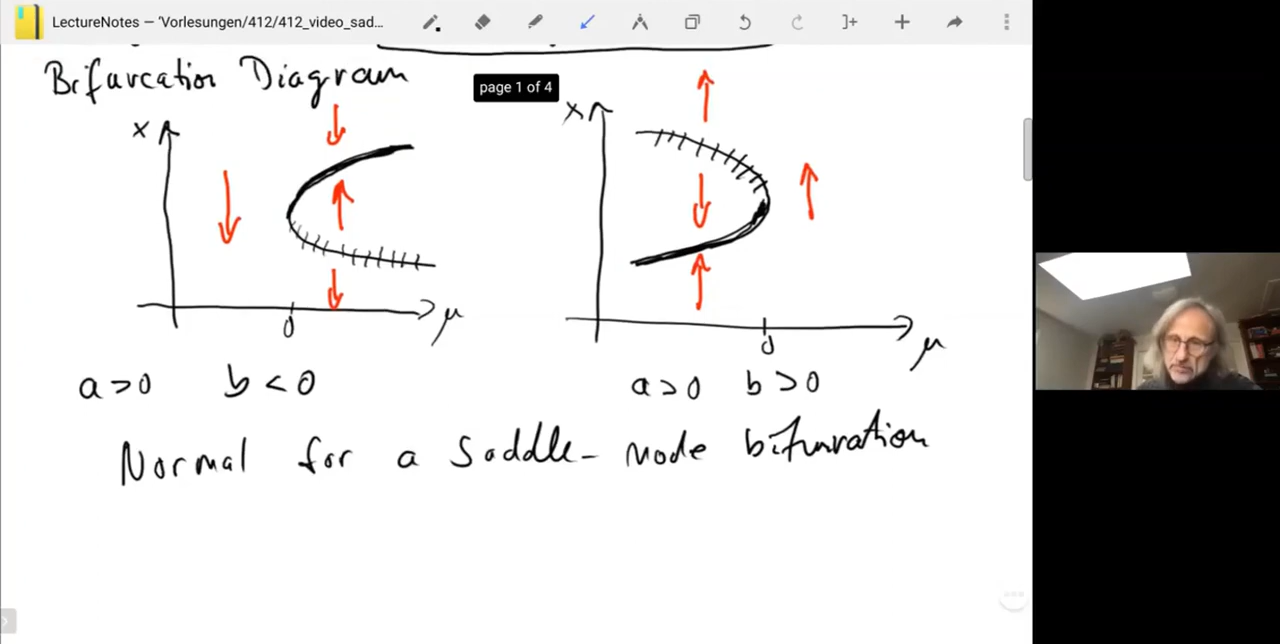 LectureNotes – ‘Vorlesungen/412/412_video_sad...
page 1 of 4
Bifurcation Diagram
x
μ
0
x
μ
0
a > 0 b < 0
a > 0 b > 0
Normal for a saddle-node bifurvation